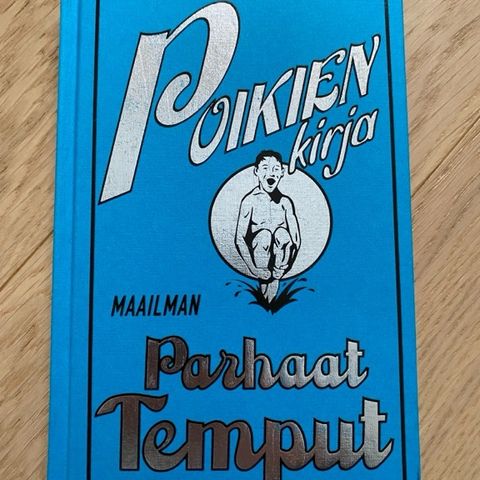 POIKIEN
kirja
MAAILMAN
Parhaat
Temput